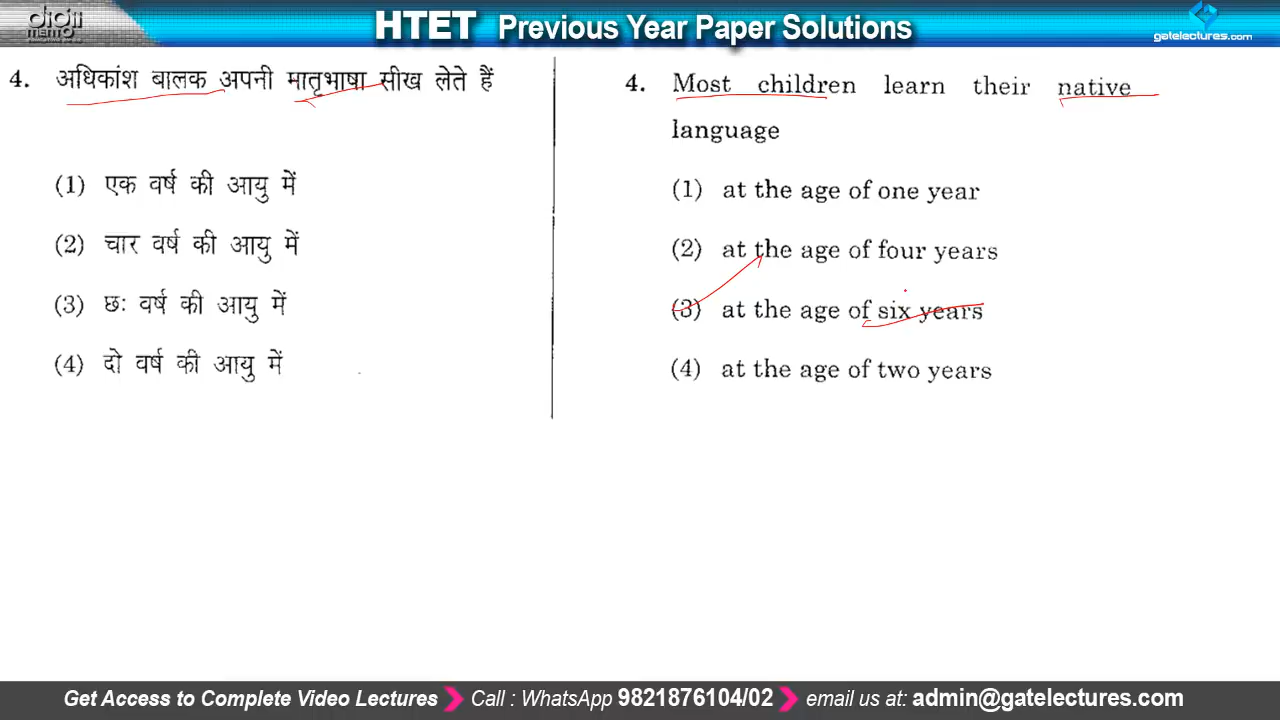 digii
mento
HTET Previous Year Paper Solutions
gatelectures.com
4. अधिकांश बालक अपनी मातृभाषा सीख लेते हैं
(1) एक वर्ष की आयु में
(2) चार वर्ष की आयु में
(3) छः वर्ष की आयु में
(4) दो वर्ष की आयु में
4. Most children learn their native
language
(1) at the age of one year
(2) at the age of four years
(3) at the age of six years
(4) at the age of two years
Get Access to Complete Video Lectures Call : WhatsApp 9821876104/02 email us at: admin@gatelectures.com